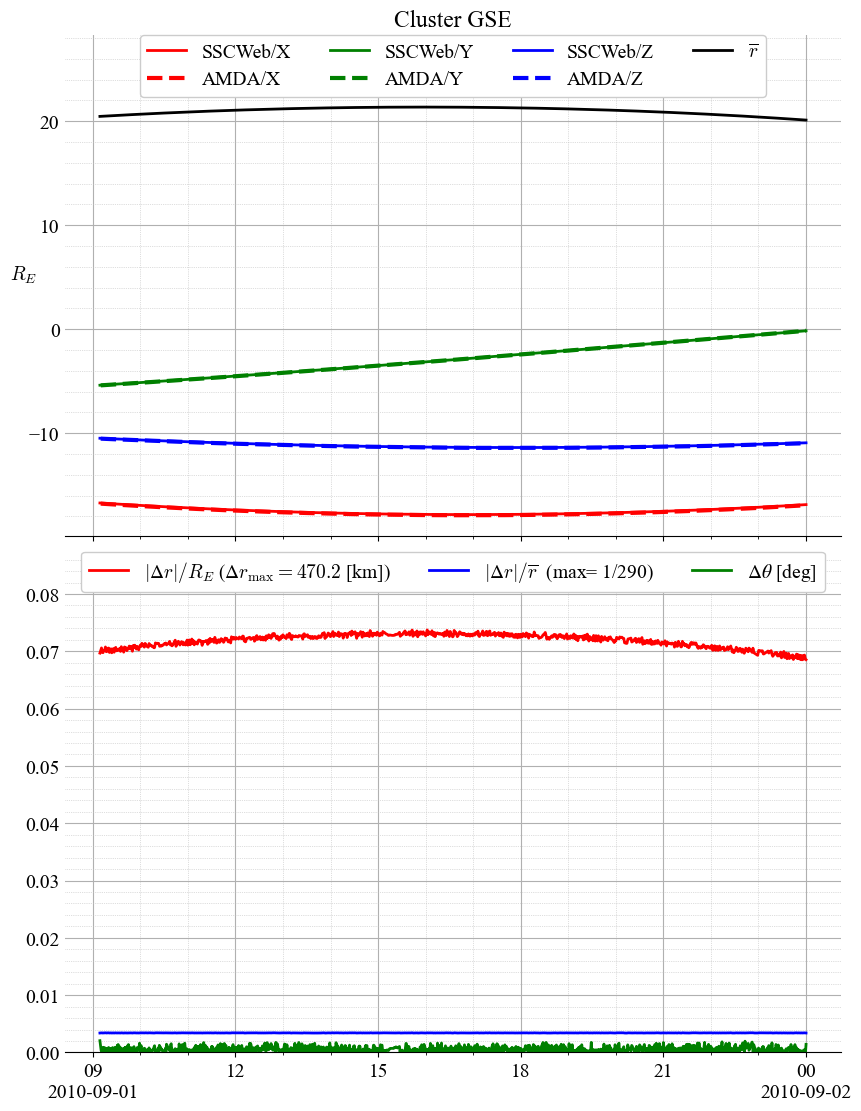 Cluster GSE
SSCWeb/X SSCWeb/Y SSCWeb/Z r̅
AMDA/X AMDA/Y AMDA/Z
20
10
R_E
0
−10
|Δr|/R_E (Δr_max = 470.2 [km]) |Δr|/r̅ (max= 1/290) Δθ [deg]
0.08
0.07
0.06
0.05
0.04
0.03
0.02
0.01
0.00
09 12 15 18 21 00
2010-09-01 2010-09-02